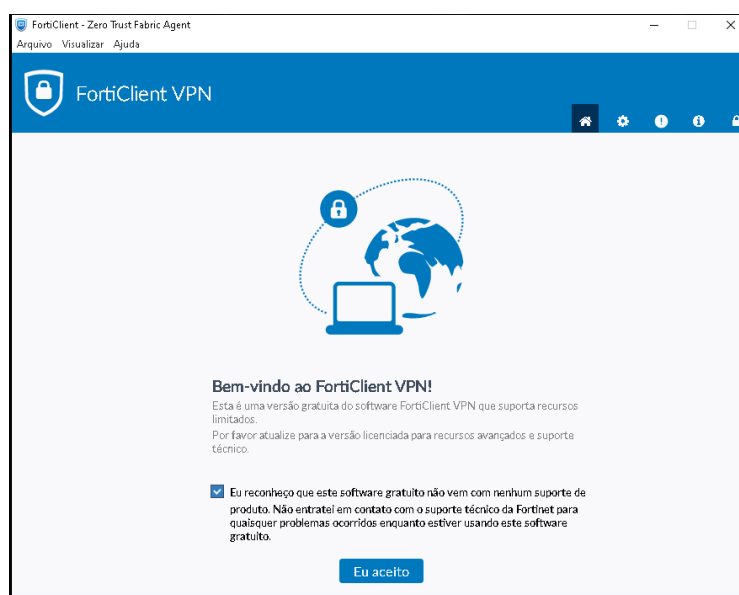 FortiClient - Zero Trust Fabric Agent
Arquivo Visualizar Ajuda
FortiClient VPN
Bem-vindo ao FortiClient VPN!
Esta é uma versão gratuita do software FortiClient VPN que suporta recursos
limitados.
Por favor atualize para a versão licenciada para recursos avançados e suporte
técnico.
Eu reconheço que este software gratuito não vem com nenhum suporte de
produto. Não entratei em contato com o suporte técnico da Fortinet para
quaisquer problemas ocorridos enquanto estiver usando este software
gratuito.
Eu aceito